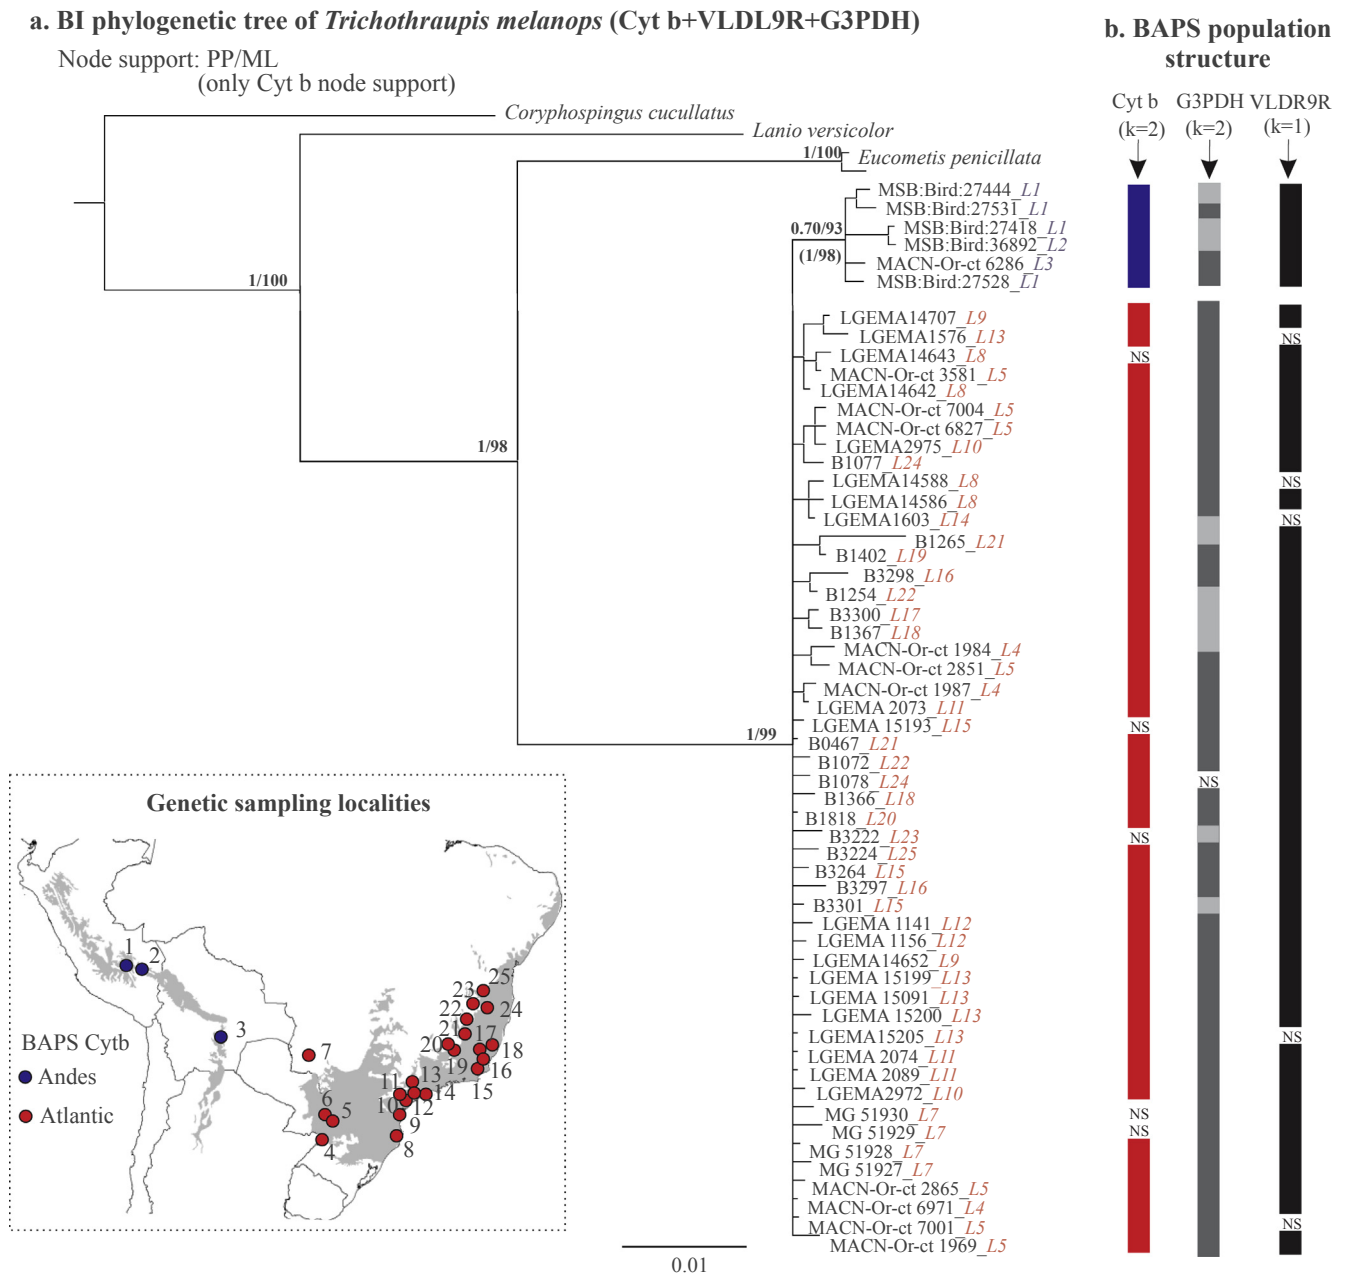 a. BI phylogenetic tree of Trichothraupis melanops (Cyt b+VLDL9R+G3PDH)
Node support: PP/ML
(only Cyt b node support)
b. BAPS population
structure
Cyt b
(k=2)
G3PDH
(k=2)
VLDR9R
(k=1)
Coryphospingus cucullatus
Lanio versicolor
1/100
Eucometis penicillata
MSB:Bird:27444_L1
MSB:Bird:27531_L1
0.70/93
MSB:Bird:27418_L1
MSB:Bird:36892_L2
(1/98)
MACN-Or-ct 6286_L3
MSB:Bird:27528_L1
1/100
LGEMA14707_L9
LGEMA1576_L13
NS
LGEMA14643_L8
NS
MACN-Or-ct 3581_L5
LGEMA14642_L8
MACN-Or-ct 7004_L5
MACN-Or-ct 6827_L5
1/98
LGEMA2975_L10
B1077_L24
LGEMA14588_L8
NS
LGEMA14586_L8
LGEMA1603_L14
NS
B1265_L21
B1402_L19
B3298_L16
B1254_L22
B3300_L17
B1367_L18
MACN-Or-ct 1984_L4
MACN-Or-ct 2851_L5
MACN-Or-ct 1987_L4
LGEMA 2073_L11
LGEMA 15193_L15
NS
1/99
B0467_L21
B1072_L22
B1078_L24
NS
B1366_L18
B1818_L20
B3222_L23
NS
B3224_L25
B3264_L15
B3297_L16
B3301_L15
LGEMA 1141_L12
LGEMA 1156_L12
LGEMA14652_L9
LGEMA 15199_L13
LGEMA 15091_L13
LGEMA 15200_L13
LGEMA15205_L13
NS
LGEMA 2074_L11
LGEMA 2089_L11
LGEMA2972_L10
MG 51930_L7
NS
MG 51929_L7
NS
MG 51928_L7
MG 51927_L7
MACN-Or-ct 2865_L5
MACN-Or-ct 6971_L4
MACN-Or-ct 7001_L5
NS
MACN-Or-ct 1969_L5
0.01
Genetic sampling localities
1
2
3
4
5
6
7
8
9
10
11
12
13
14
15
16
17
18
19
20
21
22
23
24
25
BAPS Cytb
Andes
Atlantic